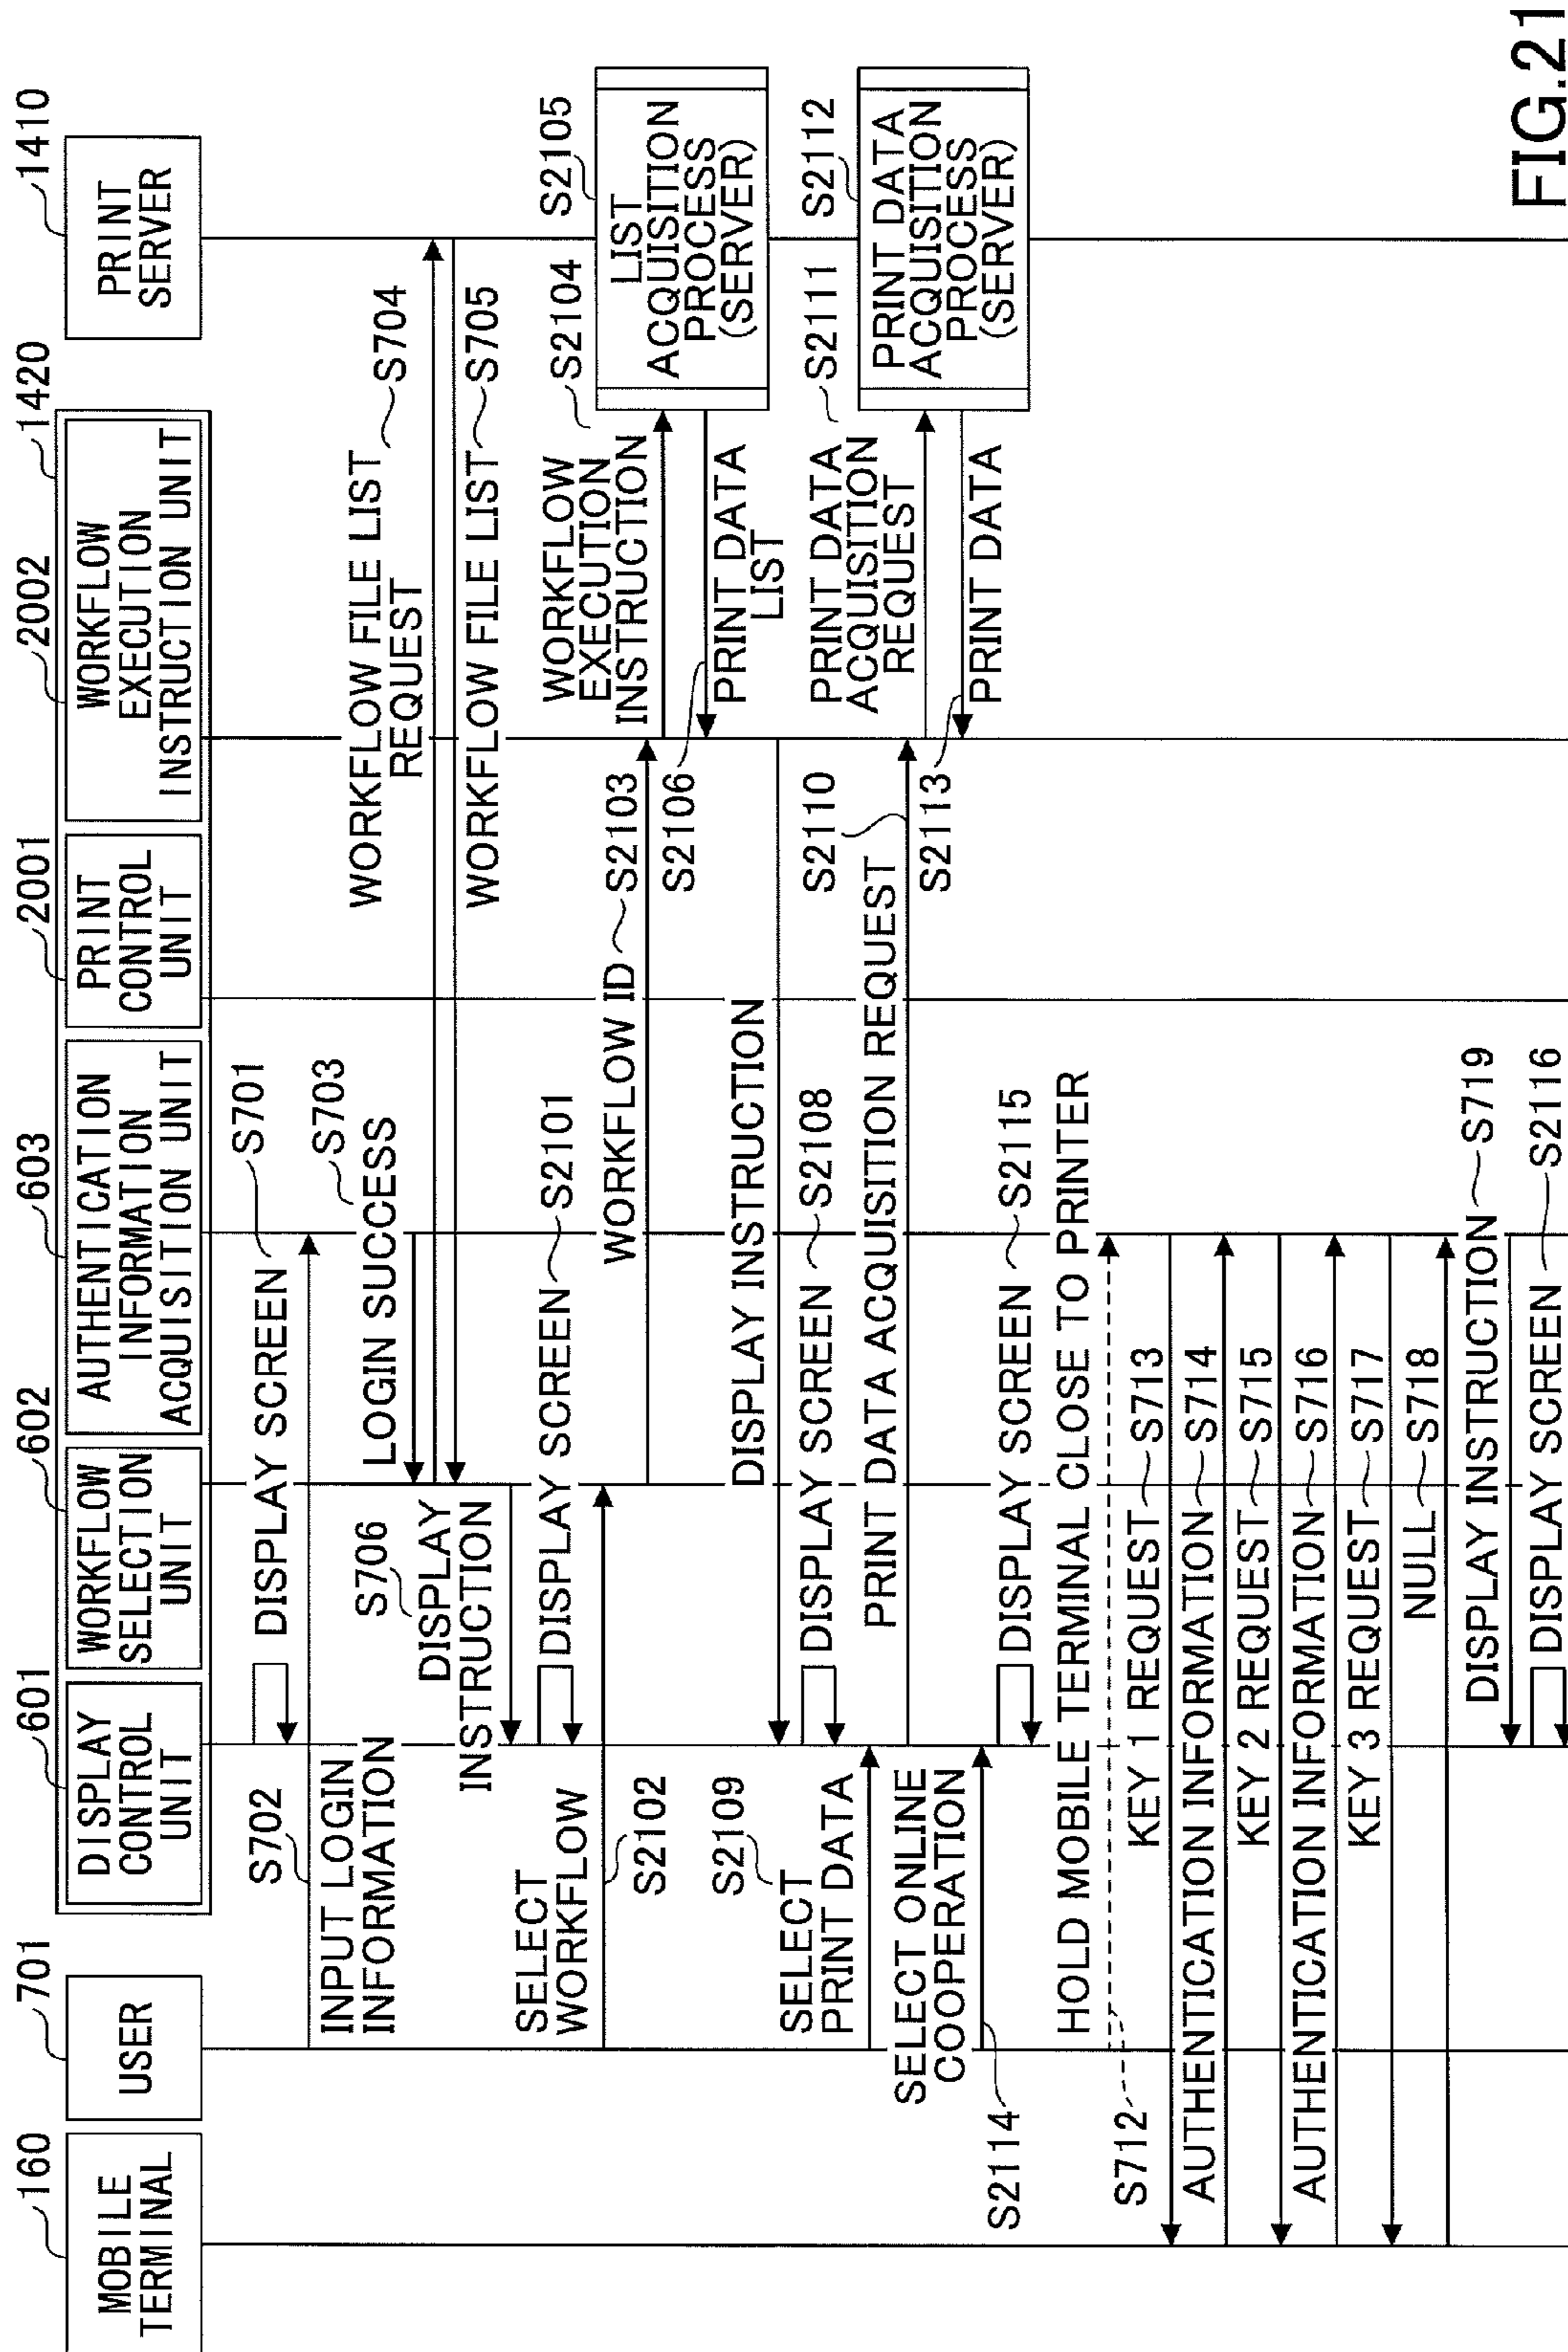 160
MOBILE
TERMINAL
701
USER
601
DISPLAY
CONTROL
UNIT
602
WORKFLOW
SELECTION
UNIT
603
AUTHENTICATION
INFORMATION
ACQUISITION UNIT
2001
PRINT
CONTROL
UNIT
2002
WORKFLOW
EXECUTION
INSTRUCTION UNIT
1420
1410
PRINT
SERVER
DISPLAY SCREEN
S701
S702
INPUT LOGIN
INFORMATION
S703
LOGIN SUCCESS
WORKFLOW FILE LIST
REQUEST
S704
WORKFLOW FILE LIST
S705
S706
DISPLAY
INSTRUCTION
DISPLAY SCREEN
S2101
SELECT
WORKFLOW
S2102
WORKFLOW ID
S2103
WORKFLOW
EXECUTION
INSTRUCTION
S2104
S2105
LIST
ACQUISITION
PROCESS
(SERVER)
S2106
PRINT DATA
LIST
DISPLAY INSTRUCTION
DISPLAY SCREEN
S2108
S2109
SELECT
PRINT DATA
PRINT DATA ACQUISITION REQUEST
S2110
PRINT DATA
ACQUISITION
REQUEST
S2111
S2112
PRINT DATA
ACQUISITION
PROCESS
(SERVER)
S2113
PRINT DATA
SELECT ONLINE
COOPERATION
S2114
DISPLAY SCREEN
S2115
HOLD MOBILE TERMINAL CLOSE TO PRINTER
S712
KEY 1 REQUEST
S713
AUTHENTICATION INFORMATION
S714
KEY 2 REQUEST
S715
AUTHENTICATION INFORMATION
S716
KEY 3 REQUEST
S717
NULL
S718
DISPLAY INSTRUCTION
S719
DISPLAY SCREEN
S2116
FIG.21